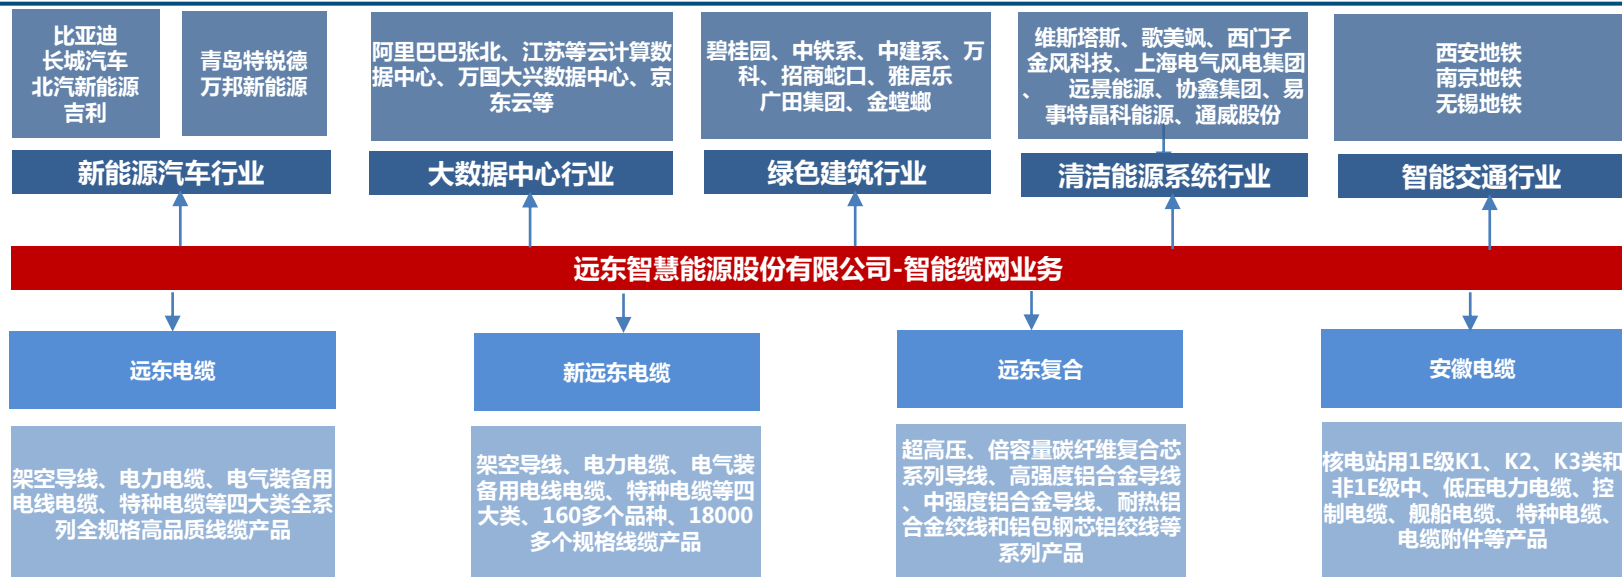 比亚迪
长城汽车
北汽新能源
吉利
青岛特锐德
万邦新能源
阿里巴巴张北、江苏等云计算数
据中心、万国大兴数据中心、京
东云等
碧桂园、中铁系、中建系、万
科、招商蛇口、雅居乐
广田集团、金螳螂
维斯塔斯、歌美飒、西门子
金风科技、上海电气风电集团
、 远景能源、协鑫集团、易
事特晶科能源、通威股份
西安地铁
南京地铁
无锡地铁
新能源汽车行业
大数据中心行业
绿色建筑行业
清洁能源系统行业
智能交通行业
远东智慧能源股份有限公司-智能缆网业务
远东电缆
新远东电缆
远东复合
安徽电缆
架空导线、电力电缆、电气装备用
电线电缆、特种电缆等四大类全系
列全规格高品质线缆产品
架空导线、电力电缆、电气装
备用电线电缆、特种电缆等四
大类、160多个品种、18000
多个规格线缆产品
超高压、倍容量碳纤维复合芯
系列导线、高强度铝合金导线
、中强度铝合金导线、耐热铝
合金绞线和铝包钢芯铝绞线等
系列产品
核电站用1E级K1、K2、K3类和
非1E级中、低压电力电缆、控
制电缆、舰船电缆、特种电缆、
电缆附件等产品